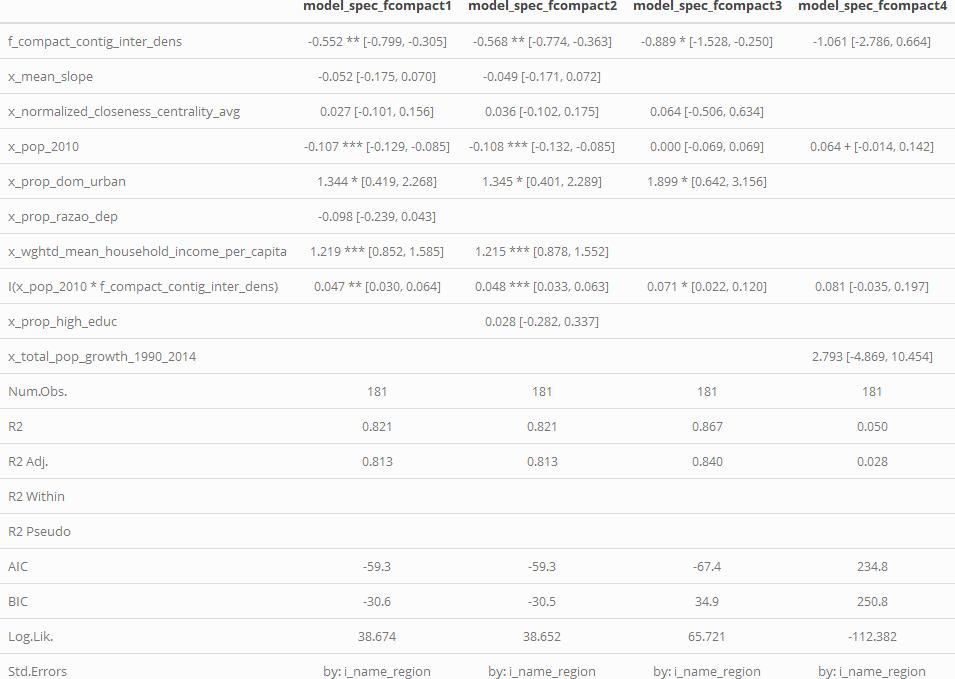 model_spec_fcompact1 model_spec_fcompact2 model_spec_fcompact3 model_spec_fcompact4
f_compact_contig_inter_dens -0.552 ** [-0.799, -0.305] -0.568 ** [-0.774, -0.363] -0.889 * [-1.528, -0.250] -1.061 [-2.786, 0.664]
x_mean_slope -0.052 [-0.175, 0.070] -0.049 [-0.171, 0.072]
x_normalized_closeness_centrality_avg 0.027 [-0.101, 0.156] 0.036 [-0.102, 0.175] 0.064 [-0.506, 0.634]
x_pop_2010 -0.107 *** [-0.129, -0.085] -0.108 *** [-0.132, -0.085] 0.000 [-0.069, 0.069] 0.064 + [-0.014, 0.142]
x_prop_dom_urban 1.344 * [0.419, 2.268] 1.345 * [0.401, 2.289] 1.899 * [0.642, 3.156]
x_prop_razao_dep -0.098 [-0.239, 0.043]
x_wghtd_mean_household_income_per_capita 1.219 *** [0.852, 1.585] 1.215 *** [0.878, 1.552]
I(x_pop_2010 * f_compact_contig_inter_dens) 0.047 ** [0.030, 0.064] 0.048 *** [0.033, 0.063] 0.071 * [0.022, 0.120] 0.081 [-0.035, 0.197]
x_prop_high_educ 0.028 [-0.282, 0.337]
x_total_pop_growth_1990_2014 2.793 [-4.869, 10.454]
Num.Obs. 181 181 181 181
R2 0.821 0.821 0.867 0.050
R2 Adj. 0.813 0.813 0.840 0.028
R2 Within
R2 Pseudo
AIC -59.3 -59.3 -67.4 234.8
BIC -30.6 -30.5 34.9 250.8
Log.Lik. 38.674 38.652 65.721 -112.382
Std.Errors by: i_name_region by: i_name_region by: i_name_region by: i_name_region